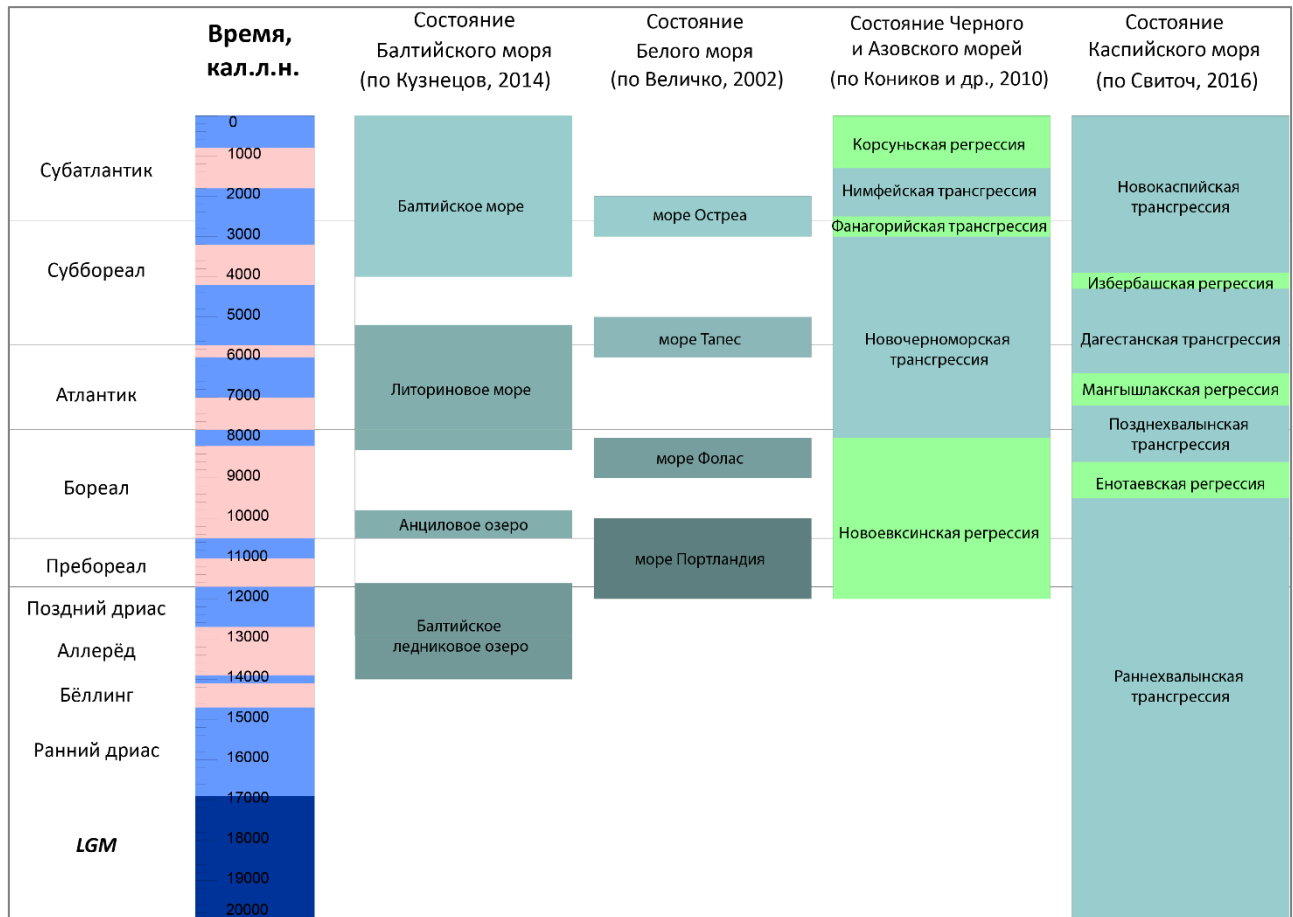 Время,
кал.л.н.
Состояние
Балтийского моря
(по Кузнецов, 2014)
Состояние
Белого моря
(по Величко, 2002)
Состояние Черного
и Азовского морей
(по Коников и др., 2010)
Состояние
Каспийского моря
(по Свиточ, 2016)
Субатлантик
Суббореал
Атлантик
Бореал
Пребореал
Поздний дриас
Аллерёд
Бёллинг
Ранний дриас
LGM
0
1000
2000
3000
4000
5000
6000
7000
8000
9000
10000
11000
12000
13000
14000
15000
16000
17000
18000
19000
20000
Балтийское море
Литориновое море
Анциловое озеро
Балтийское
ледниковое озеро
море Остреа
море Тапес
море Фолас
море Портландия
Корсуньская регрессия
Нимфейская трансгрессия
Фанагорийская трансгрессия
Новочерноморская
трансгрессия
Новоевксинская регрессия
Новокаспийская
трансгрессия
Избербашская регрессия
Дагестанская трансгрессия
Мангышлакская регрессия
Позднехвалынская
трансгрессия
Енотаевская регрессия
Раннехвалынская
трансгрессия